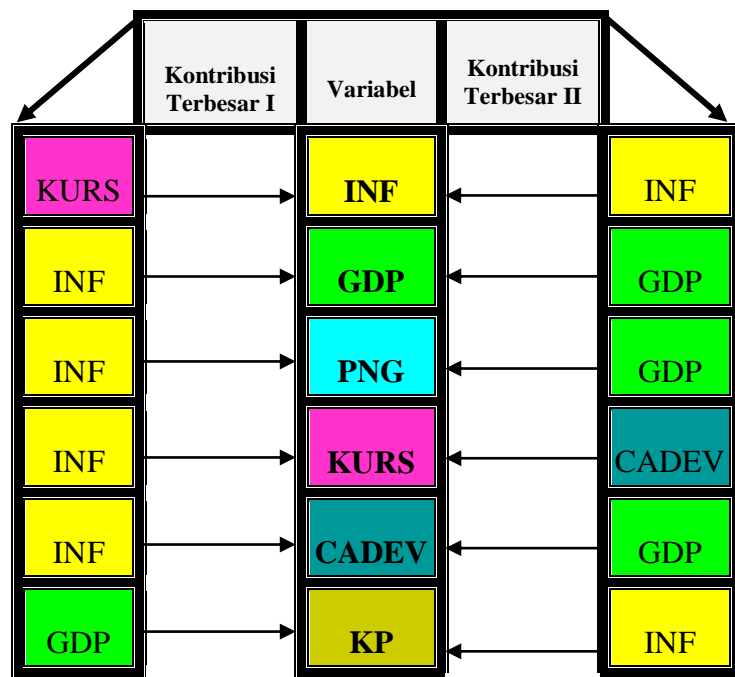 Kontribusi
Terbesar I
Variabel
Kontribusi
Terbesar II
KURS
INF
INF
INF
GDP
GDP
INF
PNG
GDP
INF
KURS
CADEV
INF
CADEV
GDP
GDP
KP
INF